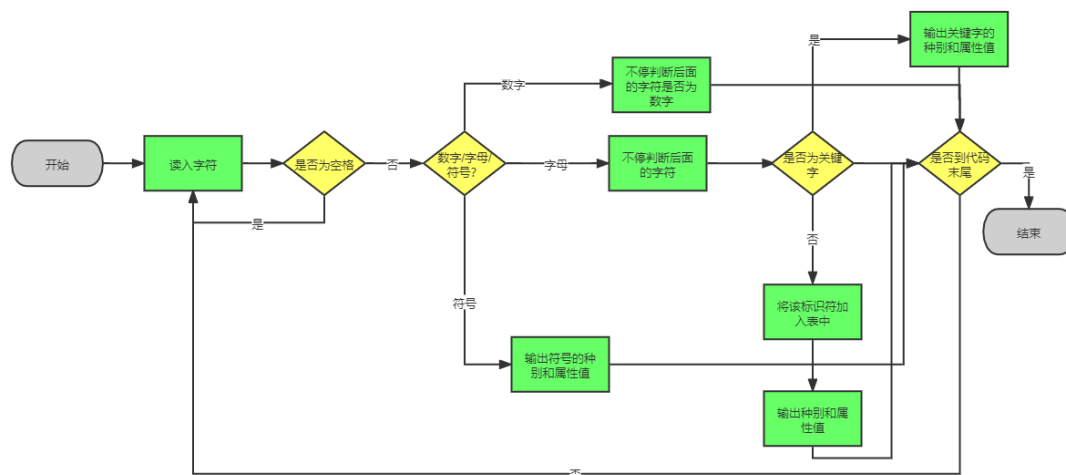 是
输出关键字的
种别和属性值
不停判断后面
的字符是否为
数字
数字
开始
读入字符
是否为空格
否
数字/字母/
符号?
字母
不停判断后面
的字符
是否为关键
字
是否到代码
末尾
是
是
结束
否
符号
将该标识符加
入表中
输出符号的种
别和属性值
输出种别和属
性值
否